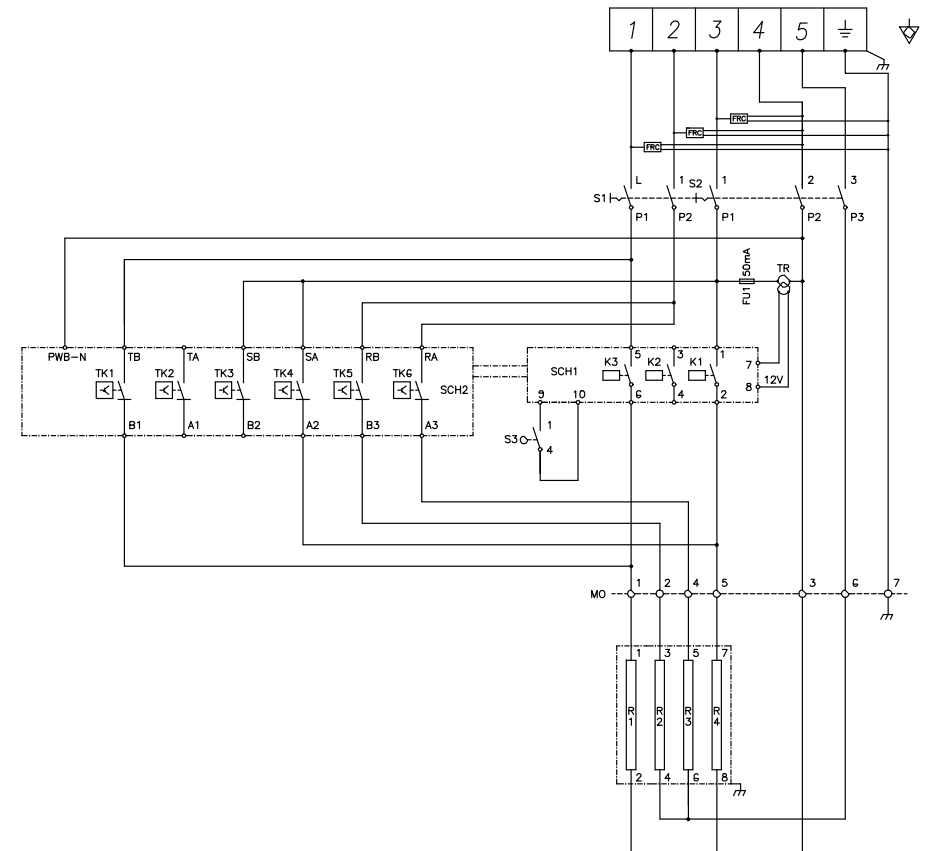 1 2 3 4 5
FRC
FRC
FRC
L 1 S2 1 2 3
S1
P1 P2 P1 P2 P3
FU1 50mA
TR
PWB-N TB TA SB SA RB RA
5 3 1
TK1 TK2 TK3 TK4 TK5 TK6
K3 K2 K1
SCH1
7
SCH2
12V
8
9 10
6 4 2
B1 A1 B2 A2 B3 A3
1
S3
4
1 2 4 5 3 6 7
MO
1 3 5 7
R1 R2 R3 R4
2 4 6 8